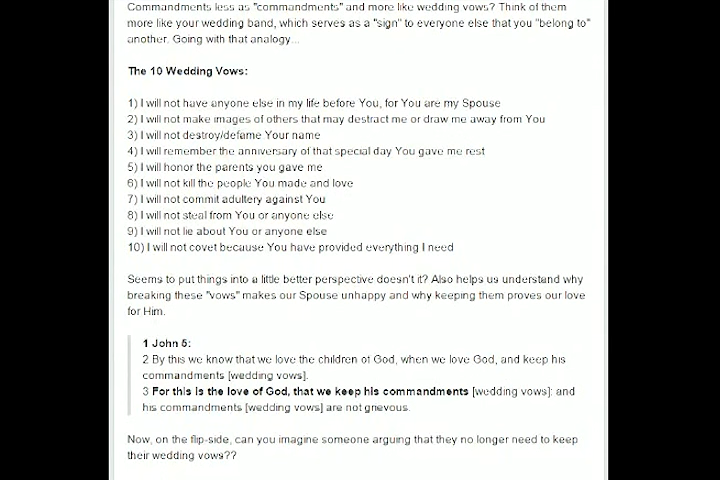 Commandments less as "commandments" and more like wedding vows? Think of them
more like your wedding band, which serves as a "sign" to everyone else that you "belong to"
another. Going with that analogy...
The 10 Wedding Vows:
1) I will not have anyone else in my life before You, for You are my Spouse
2) I will not make images of others that may destract me or draw me away from You
3) I will not destroy/defame Your name
4) I will remember the anniversary of that special day You gave me rest
5) I will honor the parents you gave me
6) I will not kill the people You made and love
7) I will not commit adultery against You
8) I will not steal from You or anyone else
9) I will not lie about You or anyone else
10) I will not covet because You have provided everything I need
Seems to put things into a little better perspective doesn't it? Also helps us understand why
breaking these "vows" makes our Spouse unhappy and why keeping them proves our love
for Him.
1 John 5:
2 By this we know that we love the children of God, when we love God, and keep his
commandments [wedding vows].
3 For this is the love of God, that we keep his commandments [wedding vows]: and
his commandments [wedding vows] are not grievous.
Now, on the flip-side, can you imagine someone arguing that they no longer need to keep
their wedding vows??